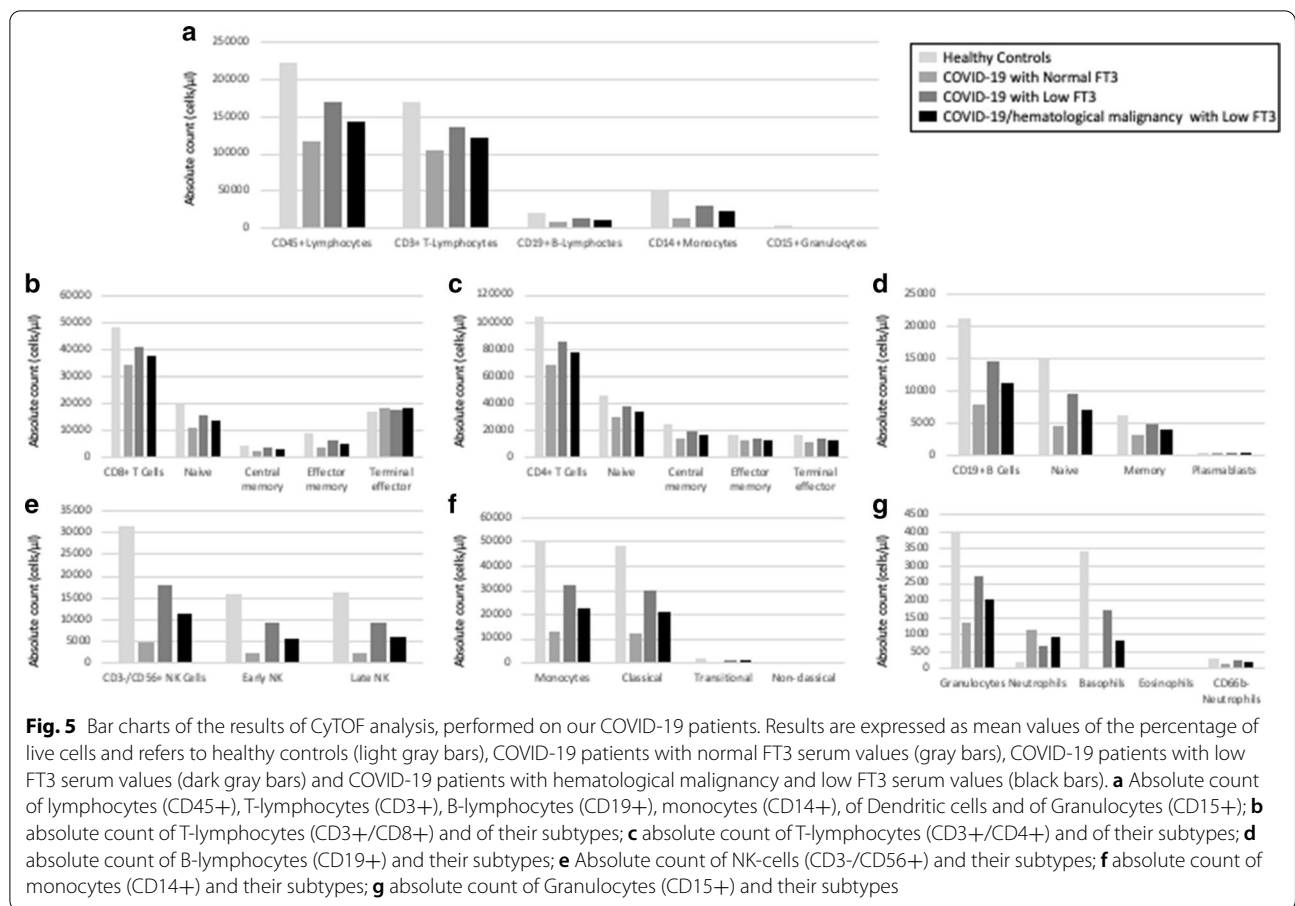 a
Absolute count (cells/µl)
250000
200000
150000
100000
50000
0
CD45+Lymphocytes
CD3+ T-Lymphocytes
CD19+B-Lymphoctes
CD14+Monocytes
CD15+Granulocytes
Healthy Controls
COVID-19 with Normal FT3
COVID-19 with Low FT3
COVID-19/hematological malignancy with Low FT3
b
Absolute count (cells/µl)
60000
50000
40000
30000
20000
10000
0
CD8+ T Cells
Naive
Central memory
Effector memory
Terminal effector
c
Absolute count (cells/µl)
120000
100000
80000
60000
40000
20000
0
CD4+ T Cells
Naive
Central memory
Effector memory
Terminal effector
d
Absolute count (cells/µl)
25000
20000
15000
10000
5000
0
CD19+B Cells
Naive
Memory
Plasmablasts
e
Absolute count (cells/µl)
35000
30000
25000
20000
15000
10000
5000
0
CD3-/CD56+ NK Cells
Early NK
Late NK
f
Absolute count (cells/µl)
60000
50000
40000
30000
20000
10000
0
Monocytes
Classical
Transitional
Non-classical
g
Absolute count (cells/µl)
4500
4000
3500
3000
2500
2000
1500
1000
500
0
Granulocytes
Neutrophils
Basophils
Eosinophils
CD66b-
Neutrophils
Fig. 5 Bar charts of the results of CyTOF analysis, performed on our COVID-19 patients. Results are expressed as mean values of the percentage of
live cells and refers to healthy controls (light gray bars), COVID-19 patients with normal FT3 serum values (gray bars), COVID-19 patients with low
FT3 serum values (dark gray bars) and COVID-19 patients with hematological malignancy and low FT3 serum values (black bars). a Absolute count
of lymphocytes (CD45+), T-lymphocytes (CD3+), B-lymphocytes (CD19+), monocytes (CD14+), of Dendritic cells and of Granulocytes (CD15+); b
absolute count of T-lymphocytes (CD3+/CD8+) and of their subtypes; c absolute count of T-lymphocytes (CD3+/CD4+) and of their subtypes; d
absolute count of B-lymphocytes (CD19+) and their subtypes; e Absolute count of NK-cells (CD3-/CD56+) and their subtypes; f absolute count of
monocytes (CD14+) and their subtypes; g absolute count of Granulocytes (CD15+) and their subtypes